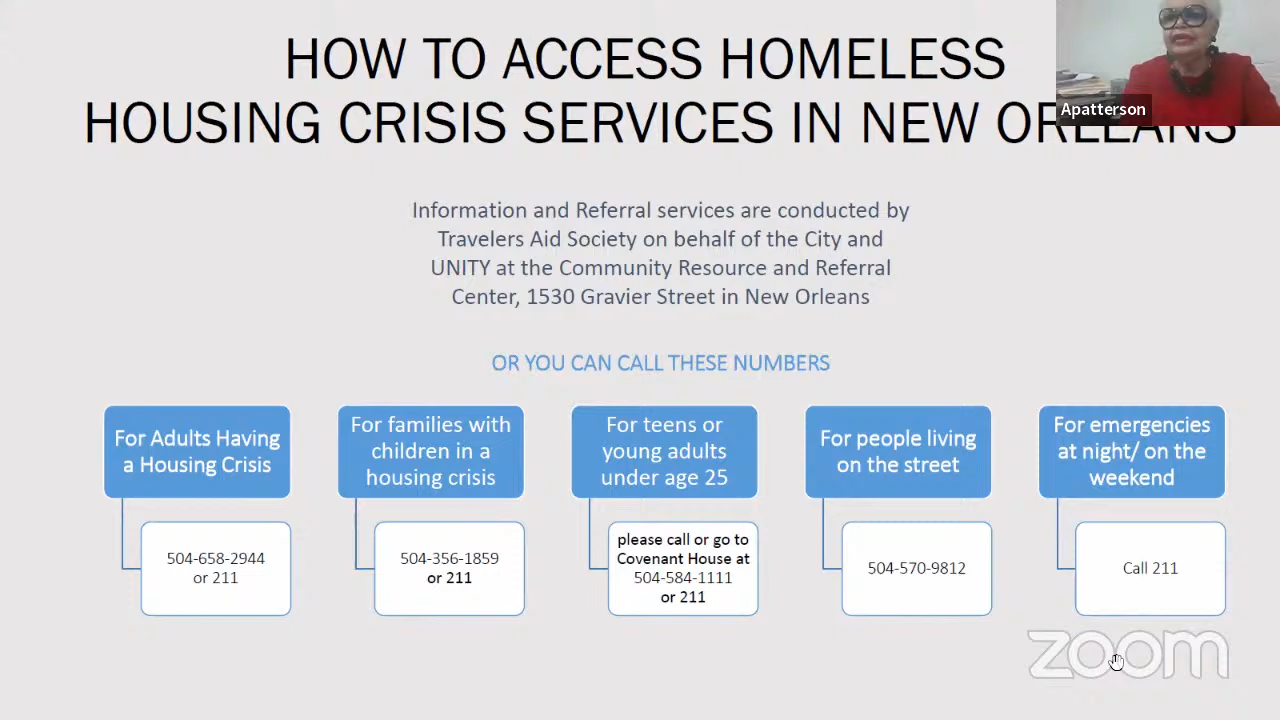 HOW TO ACCESS HOMELESS
HOUSING CRISIS SERVICES IN NEW ORLEANS
Apatterson
Information and Referral services are conducted by
Travelers Aid Society on behalf of the City and
UNITY at the Community Resource and Referral
Center, 1530 Gravier Street in New Orleans
OR YOU CAN CALL THESE NUMBERS
For Adults Having
a Housing Crisis
504-658-2944
or 211
For families with
children in a
housing crisis
504-356-1859
or 211
For teens or
young adults
under age 25
please call or go to
Covenant House at
504-584-1111
or 211
For people living
on the street
504-570-9812
For emergencies
at night/ on the
weekend
Call 211
zoom